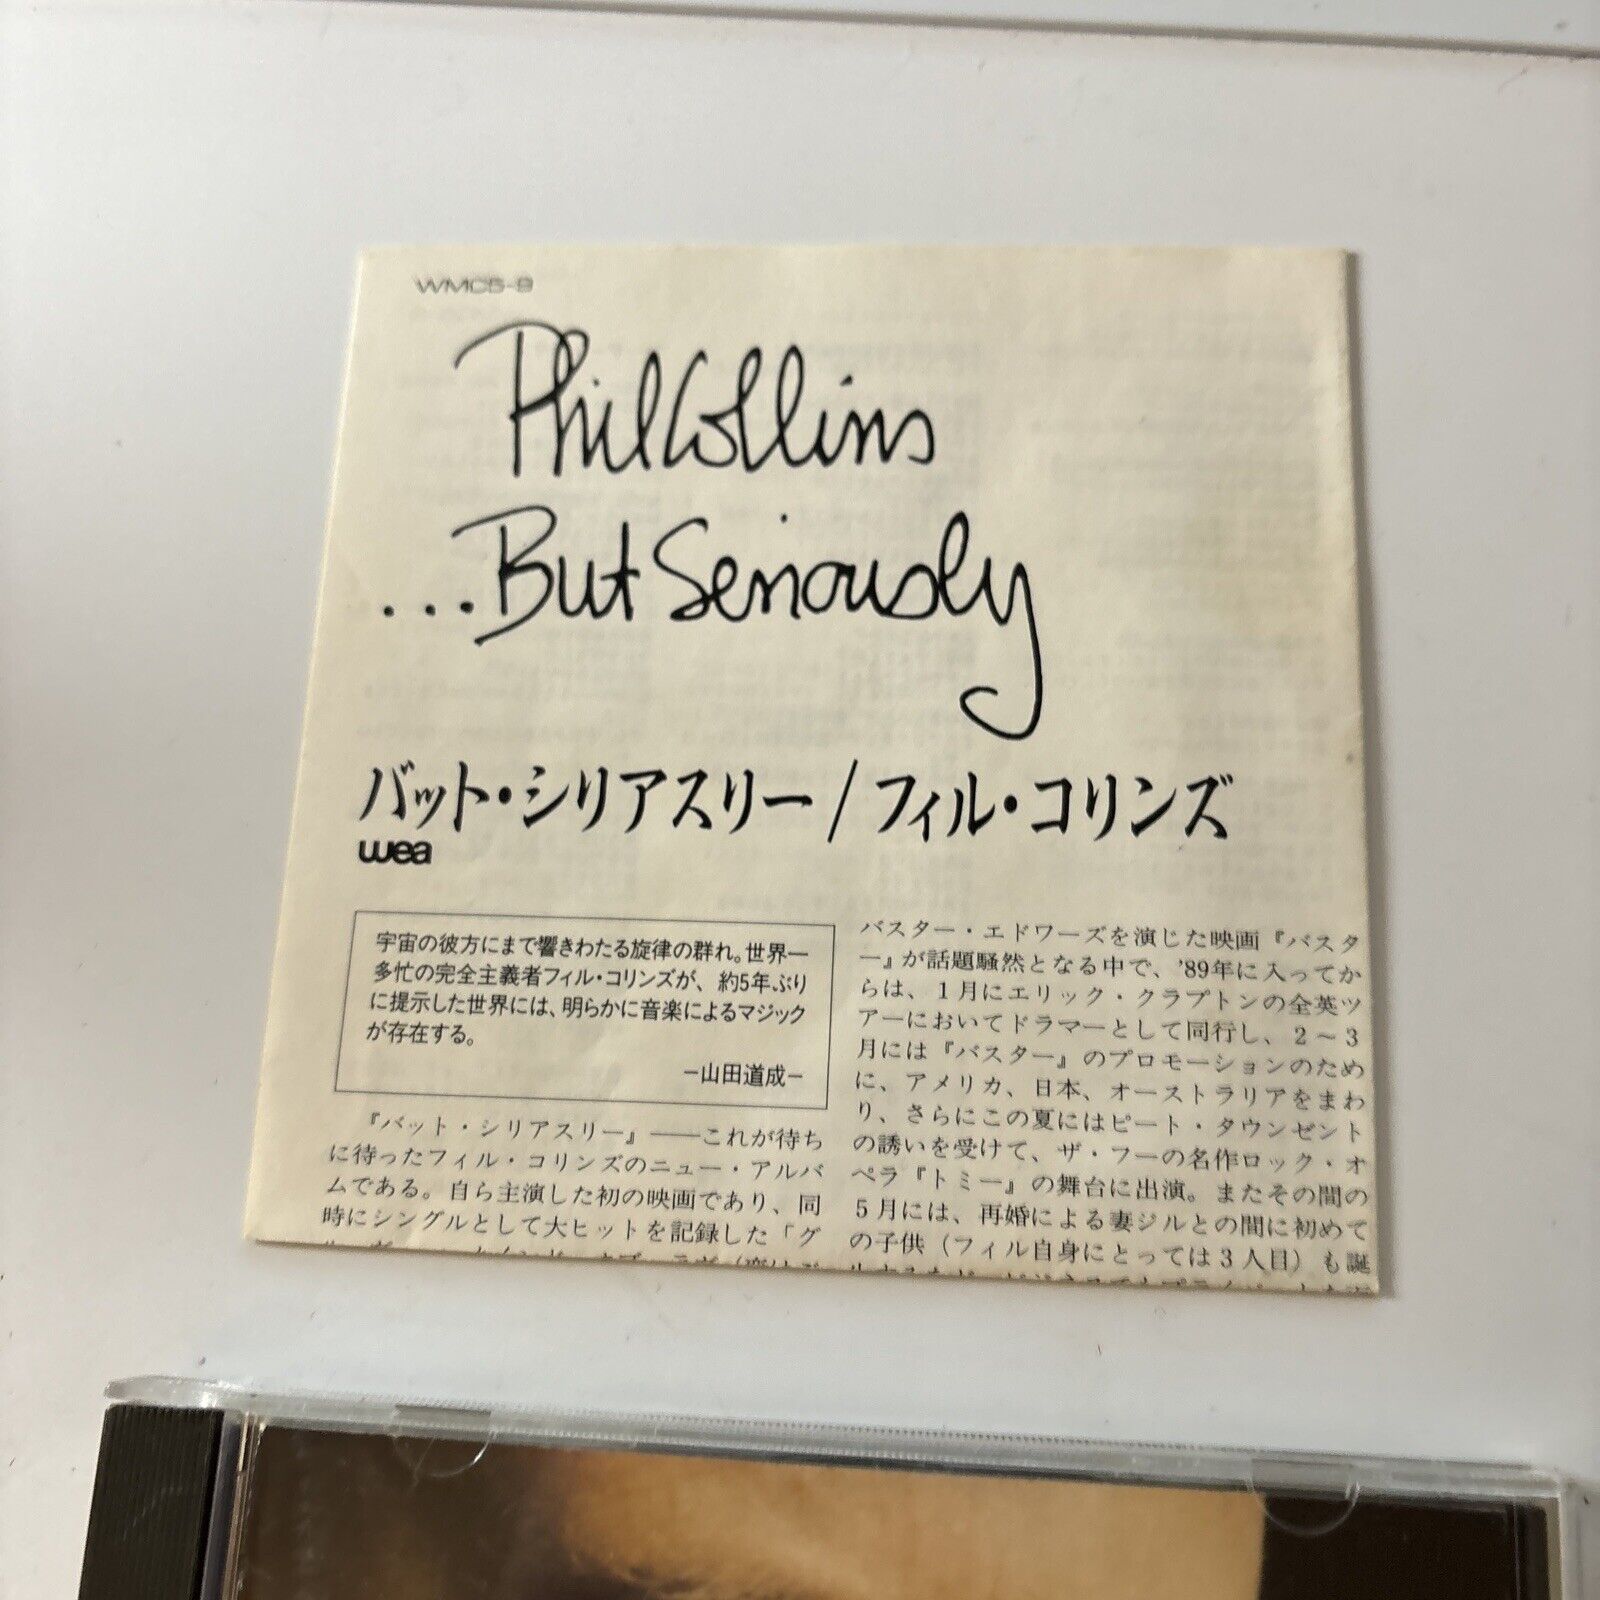 WMC5-9
Phil Collins
...But Seriously
バット・シリアスリー/フィル・コリンズ
wea
宇宙の彼方にまで響きわたる旋律の群れ。世界一
多忙の完全主義者フィル・コリンズが、約5年ぶり
に提示した世界には、明らかに音楽によるマジック
が存在する。
—山田道成—
『バット・シリアスリー』——これが待ち
に待ったフィル・コリンズのニュー・アルバ
ムである。自ら主演した初の映画であり、同
時にシングルとして大ヒットを記録した「グ
バスター・エドワーズを演じた映画『バスタ
ー』が話題騒然となる中で、'89年に入ってか
らは、1月にエリック・クラプトンの全英ツ
アーにおいてドラマーとして同行し、2～3
月には『バスター』のプロモーションのため
に、アメリカ、日本、オーストラリアをまわ
り、さらにこの夏にはピート・タウンゼント
の誘いを受けて、ザ・フーの名作ロック・オ
ペラ『トミー』の舞台に出演。またその間の
5月には、再婚による妻ジルとの間に初めて
の子供（フィル自身にとっては3人目）も誕